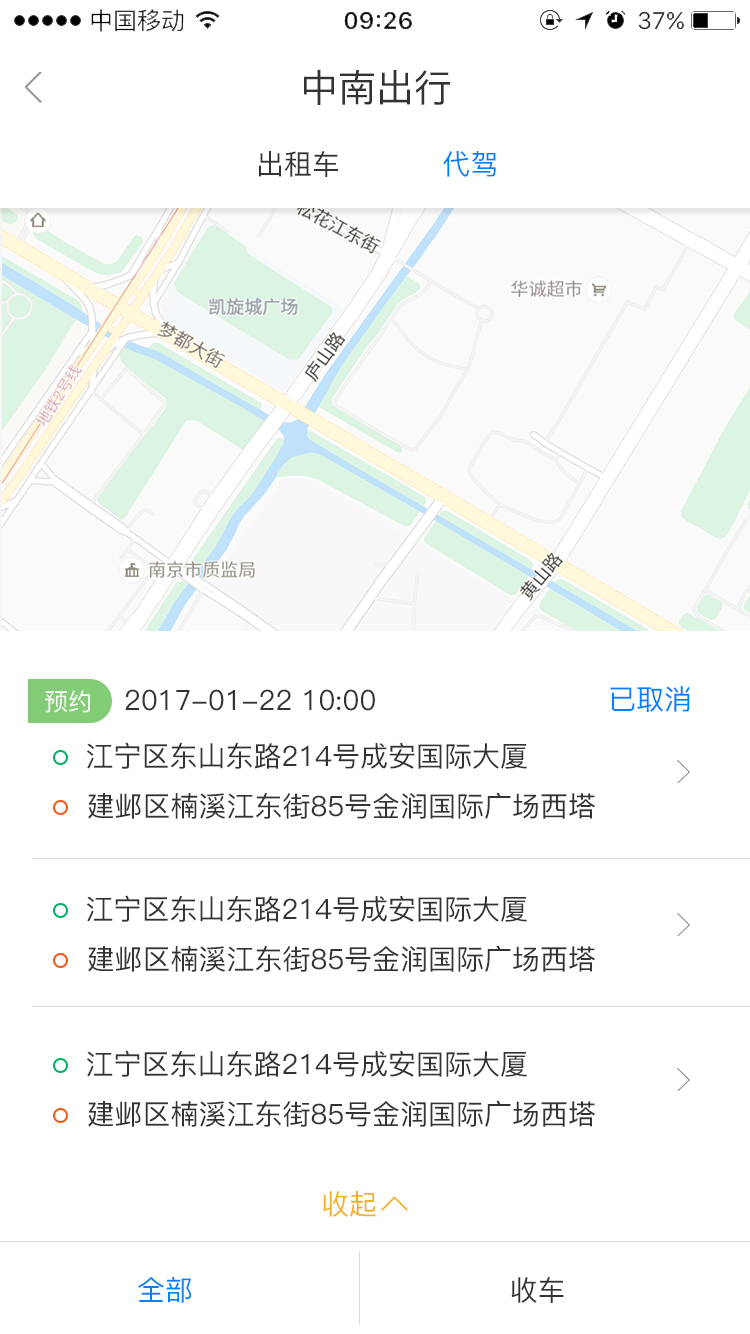 中国移动 09:26 37%
中南出行
出租车 代驾
松花江东街
华诚超市
凯旋城广场
梦都大街
庐山路
地铁2号线
南京市质监局
黄山路
预约 2017-01-22 10:00 已取消
江宁区东山东路214号成安国际大厦
建邺区楠溪江东街85号金润国际广场西塔
江宁区东山东路214号成安国际大厦
建邺区楠溪江东街85号金润国际广场西塔
江宁区东山东路214号成安国际大厦
建邺区楠溪江东街85号金润国际广场西塔
收起
全部 收车